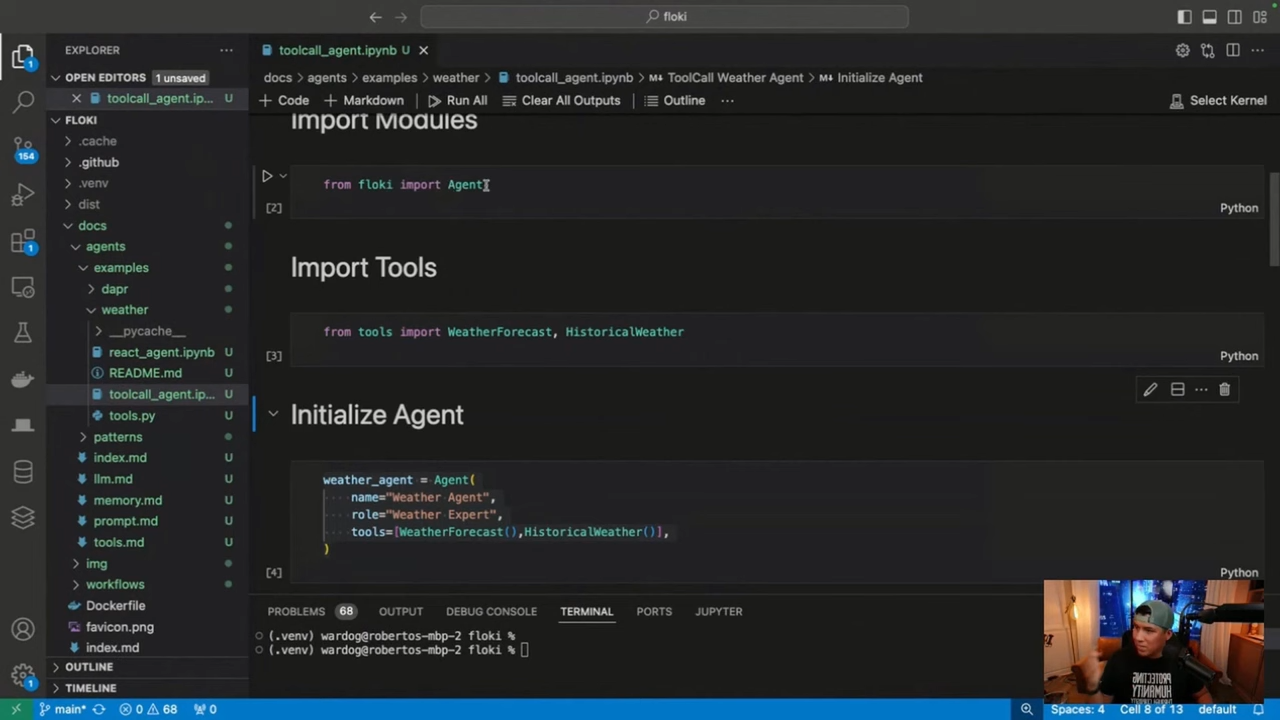 floki
EXPLORER
toolcall_agent.ipynb U
OPEN EDITORS 1 unsaved
docs > agents > examples > weather > toolcall_agent.ipynb > ToolCall Weather Agent > Initialize Agent
toolcall_agent.ip... U
+ Code + Markdown Run All Clear All Outputs Outline ... Select Kernel
FLOKI
.cache
.github
.venv
dist
docs
agents
examples
dapr
weather
__pycache__
react_agent.ipynb U
README.md U
toolcall_agent.ip... U
tools.py U
patterns
index.md U
llm.md U
memory.md U
prompt.md U
tools.md U
img
workflows
Dockerfile
favicon.png
index.md
OUTLINE
TIMELINE
1
154
1
1
Import Modules
from floki import Agent
[2] Python
Import Tools
from tools import WeatherForecast, HistoricalWeather
[3] Python
Initialize Agent
weather_agent = Agent(
name="Weather Agent",
role="Weather Expert",
tools=[WeatherForecast(),HistoricalWeather()],
)
[4] Python
PROBLEMS 68 OUTPUT DEBUG CONSOLE TERMINAL PORTS JUPYTER
(.venv) wardog@robertos-mbp-2 floki %
(.venv) wardog@robertos-mbp-2 floki %
main* 0 68 0 Spaces: 4 Cell 8 of 13 default